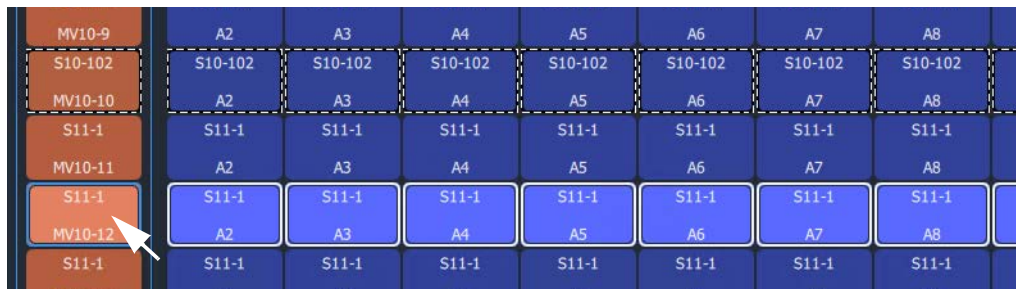 MV10-9 A2 A3 A4 A5 A6 A7 A8
S10-102 S10-102 S10-102 S10-102 S10-102 S10-102 S10-102 S10-102
MV10-10 A2 A3 A4 A5 A6 A7 A8
S11-1 S11-1 S11-1 S11-1 S11-1 S11-1 S11-1 S11-1
MV10-11 A2 A3 A4 A5 A6 A7 A8
S11-1 S11-1 S11-1 S11-1 S11-1 S11-1 S11-1 S11-1
MV10-12 A2 A3 A4 A5 A6 A7 A8
S11-1 S11-1 S11-1 S11-1 S11-1 S11-1 S11-1 S11-1